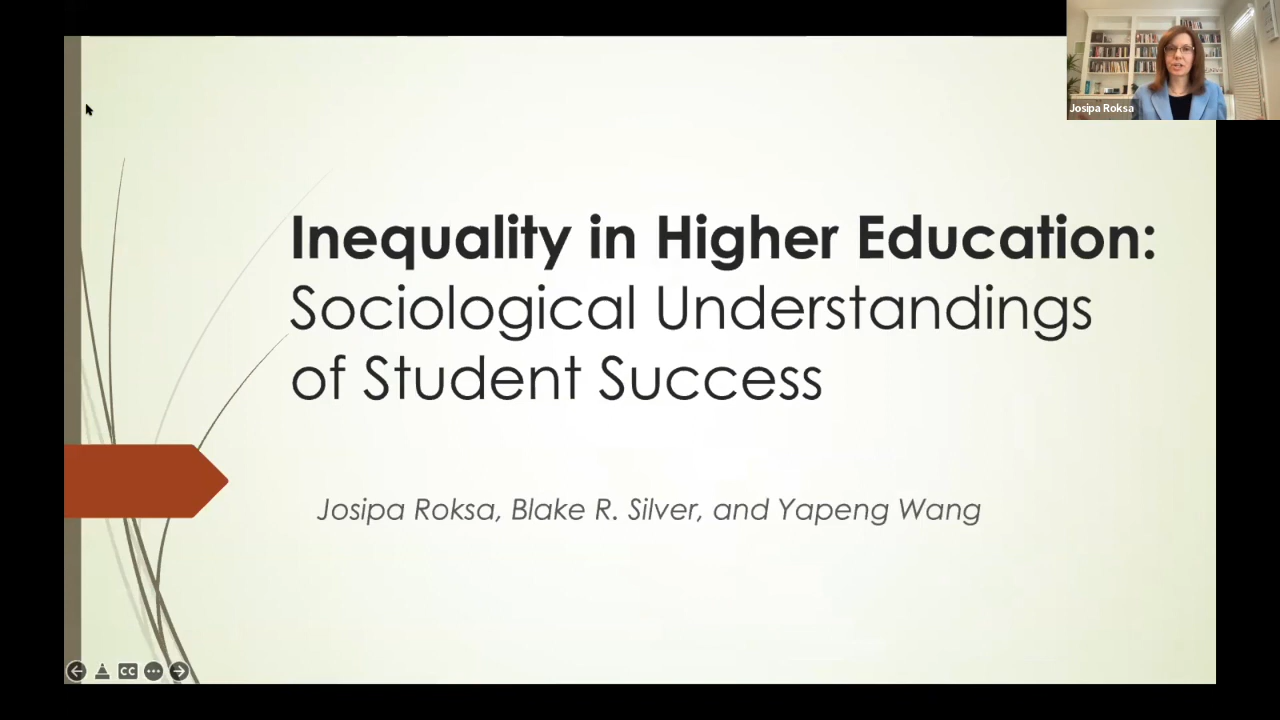 Josipa Roksa
Inequality in Higher Education:
Sociological Understandings
of Student Success
Josipa Roksa, Blake R. Silver, and Yapeng Wang
CC